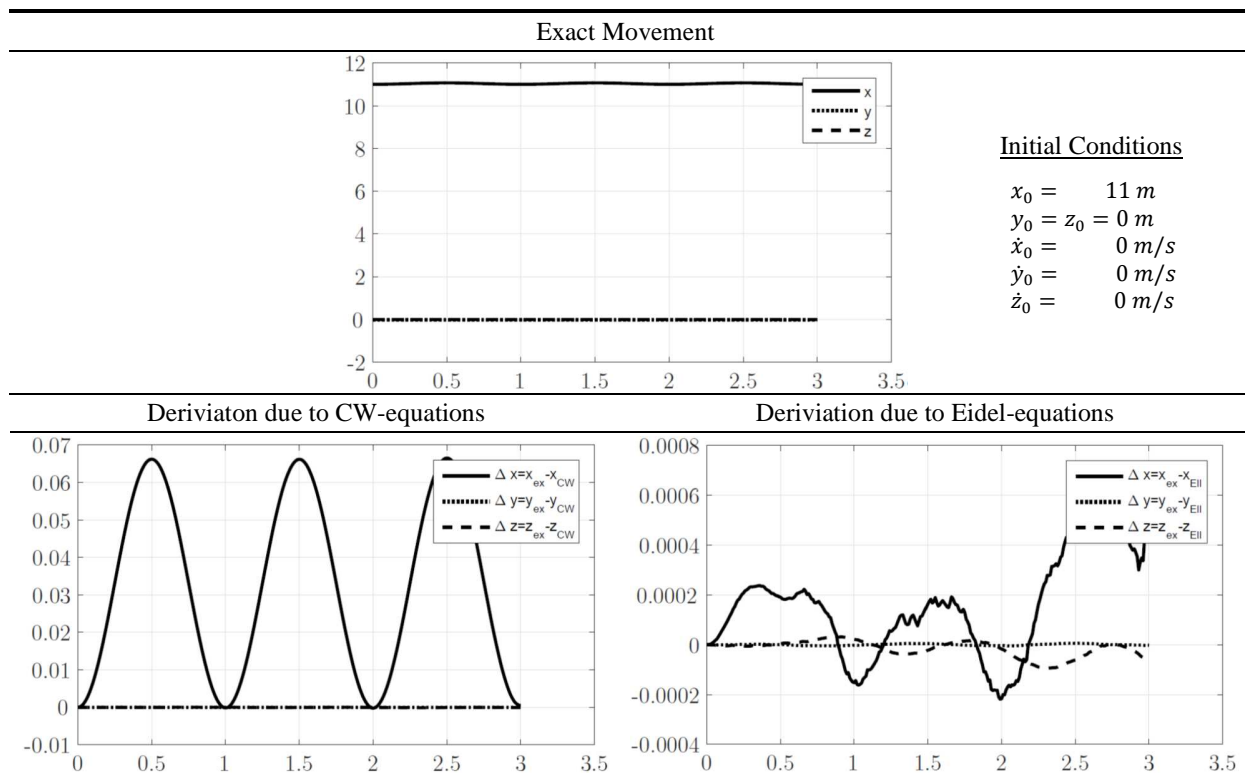 Exact Movement
12
10
8
6
4
2
0
-2
0 0.5 1 1.5 2 2.5 3 3.5
x
y
z
Initial Conditions
x₀ = 11 m
y₀ = z₀ = 0 m
ẋ₀ = 0 m/s
ẏ₀ = 0 m/s
ż₀ = 0 m/s
Deriviaton due to CW-equations
0.07
0.06
0.05
0.04
0.03
0.02
0.01
0
-0.01
0 0.5 1 1.5 2 2.5 3 3.5
Δ x=x_ex-x_CW
Δ y=y_ex-y_CW
Δ z=z_ex-z_CW
Deriviation due to Eidel-equations
0.0008
0.0006
0.0004
0.0002
0
-0.0002
-0.0004
0 0.5 1 1.5 2 2.5 3 3.5
Δ x=x_ex-x_Ell
Δ y=y_ex-y_Ell
Δ z=z_ex-z_Ell